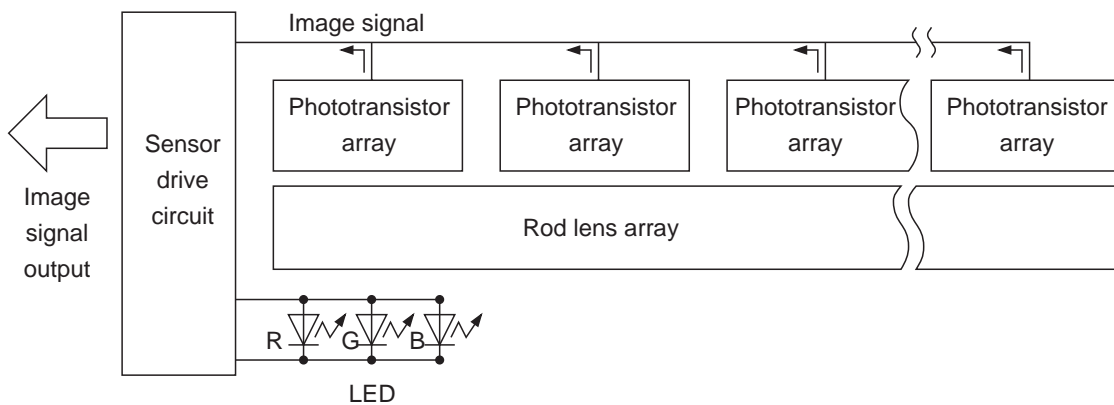 Image signal
Phototransistor
array
Phototransistor
array
Phototransistor
array
Phototransistor
array
Sensor
drive
circuit
Image
signal
output
Rod lens array
R
G
B
LED